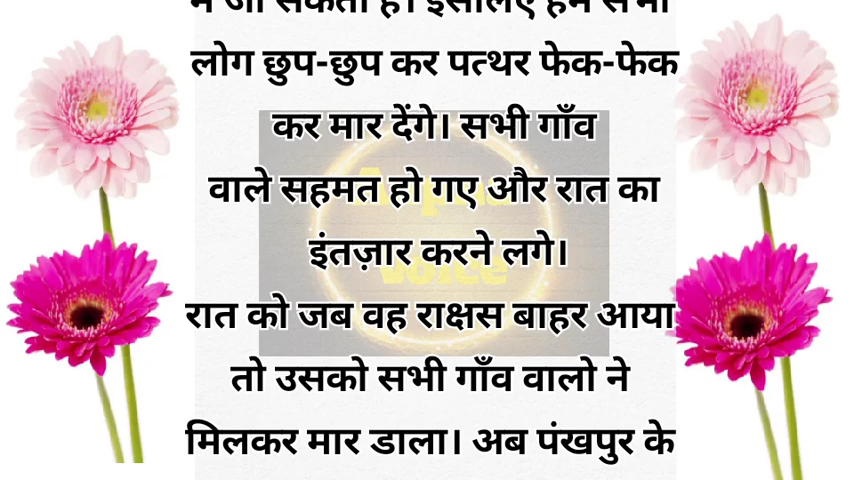 में जा सकता है। इसलिए हम सभी
लोग छुप-छुप कर पत्थर फेक-फेक
कर मार देंगे। सभी गाँव
वाले सहमत हो गए और रात का
इंतज़ार करने लगे।
रात को जब वह राक्षस बाहर आया
तो उसको सभी गाँव वालो ने
मिलकर मार डाला। अब पंखपुर के
voice